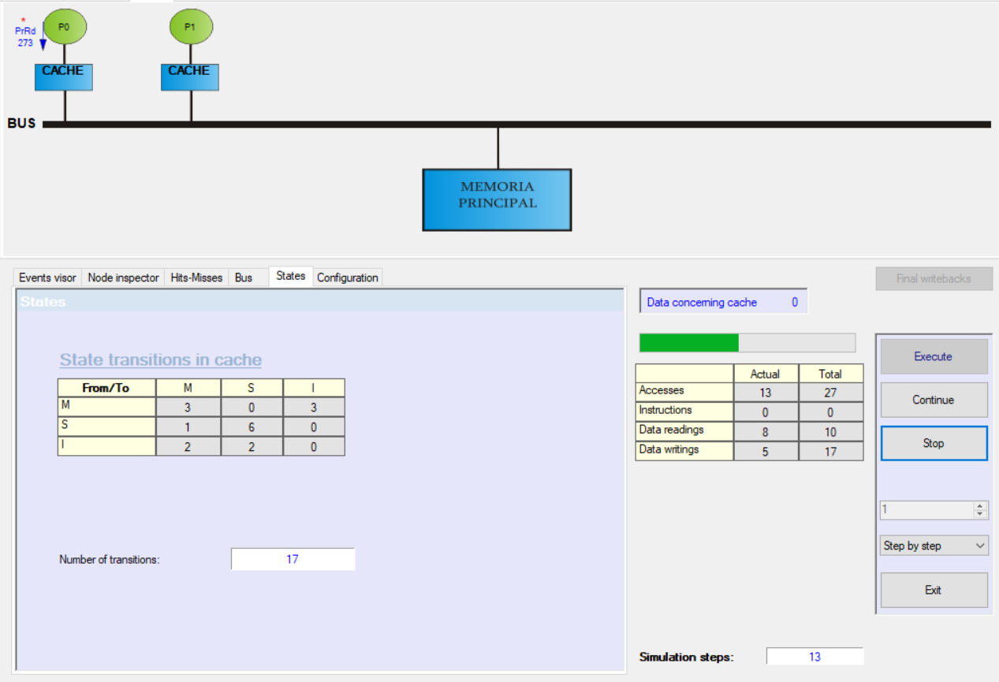 *
PrRd
273
P0
P1
CACHE
CACHE
BUS
MEMORIA
PRINCIPAL
Events visor Node inspector Hits-Misses Bus States Configuration
States
State transitions in cache
From/To M S I
M 3 0 3
S 1 6 0
I 2 2 0
Number of transitions: 17
Data concerning cache 0
Actual Total
Accesses 13 27
Instructions 0 0
Data readings 8 10
Data writings 5 17
Simulation steps: 13
Final writebacks
Execute
Continue
Stop
1
Step by step
Exit